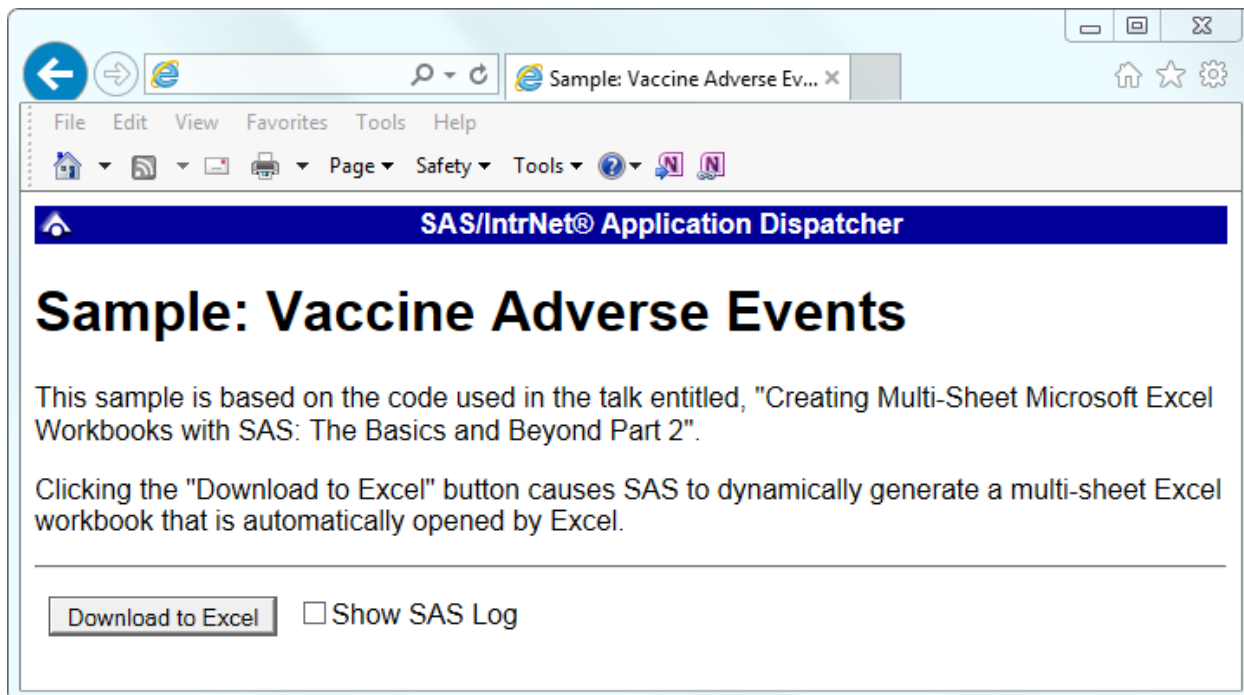 Sample: Vaccine Adverse Ev...
File Edit View Favorites Tools Help
Page Safety Tools
SAS/IntrNet® Application Dispatcher
Sample: Vaccine Adverse Events
This sample is based on the code used in the talk entitled, "Creating Multi-Sheet Microsoft Excel
Workbooks with SAS: The Basics and Beyond Part 2".
Clicking the "Download to Excel" button causes SAS to dynamically generate a multi-sheet Excel
workbook that is automatically opened by Excel.
Download to Excel Show SAS Log